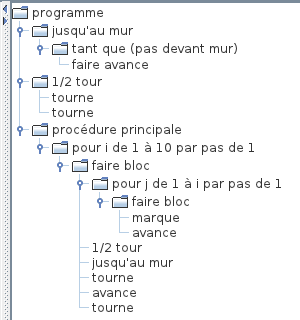 programme
jusqu'au mur
tant que (pas devant mur)
faire avance
1/2 tour
tourne
tourne
procédure principale
pour i de 1 à 10 par pas de 1
faire bloc
pour j de 1 à i par pas de 1
faire bloc
marque
avance
1/2 tour
jusqu'au mur
tourne
avance
tourne